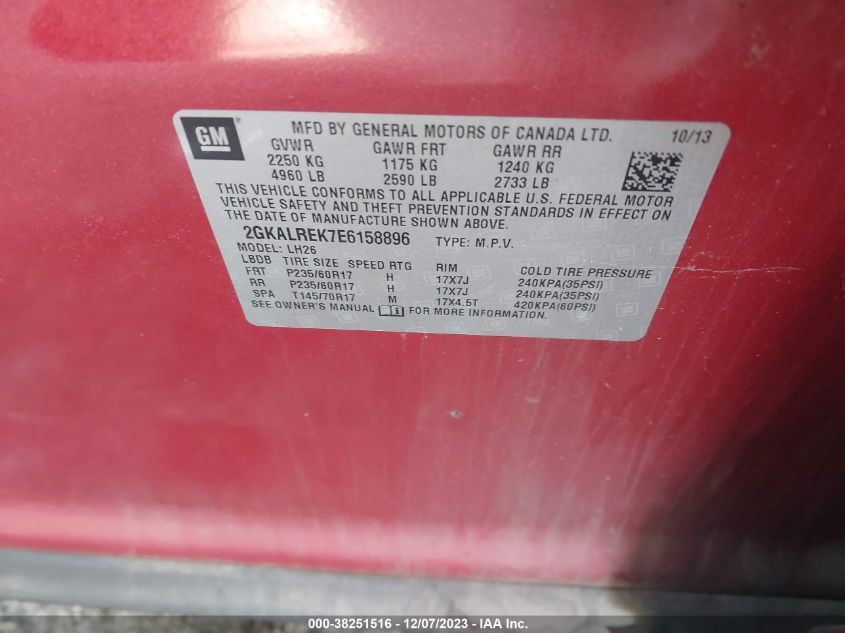 GM ®
MFD BY GENERAL MOTORS OF CANADA LTD. 10/13
GVWR GAWR FRT GAWR RR
2250 KG 1175 KG 1240 KG
4960 LB 2590 LB 2733 LB
THIS VEHICLE CONFORMS TO ALL APPLICABLE U.S. FEDERAL MOTOR
VEHICLE SAFETY AND THEFT PREVENTION STANDARDS IN EFFECT ON
THE DATE OF MANUFACTURE SHOWN ABOVE.
2GKALREK7E6158896 TYPE: M.P.V.
MODEL: LH26
LBDB TIRE SIZE SPEED RTG RIM COLD TIRE PRESSURE
FRT P235/60R17 H 17X7J 240KPA(35PSI)
RR P235/60R17 H 17X7J 240KPA(35PSI)
SPA T145/70R17 M 17X4.5T 420KPA(60PSI)
SEE OWNER'S MANUAL FOR MORE INFORMATION.
000-38251516 - 12/07/2023 - IAA Inc.